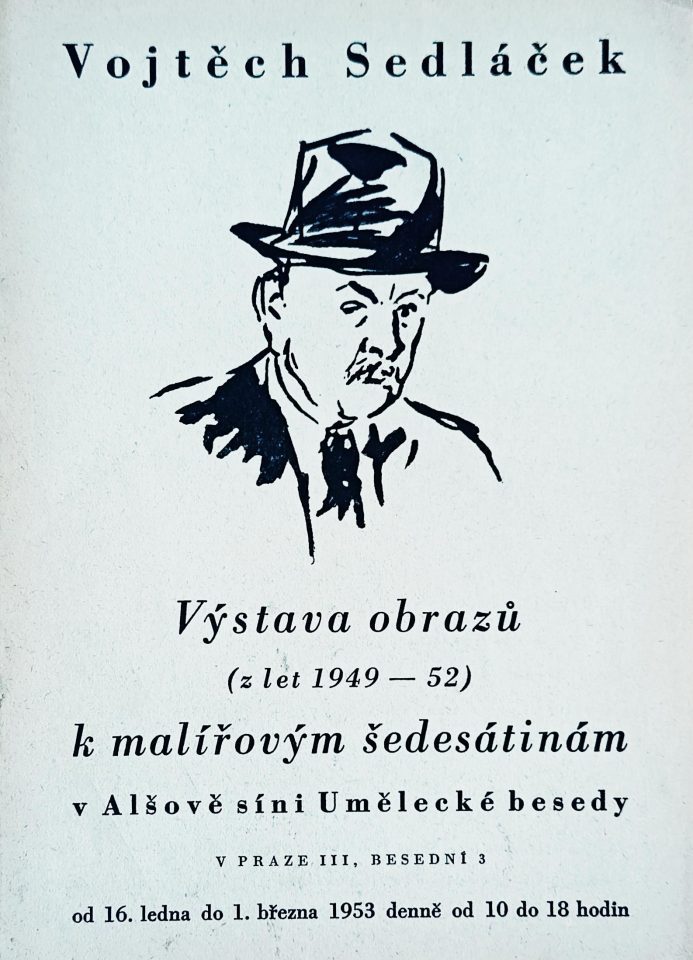 Vojtěch Sedláček
Výstava obrazů
(z let 1949 — 52)
k malířovým šedesátinám
v Alšově síni Umělecké besedy
V PRAZE III, BESEDNÍ 3
od 16. ledna do 1. března 1953 denně od 10 do 18 hodin